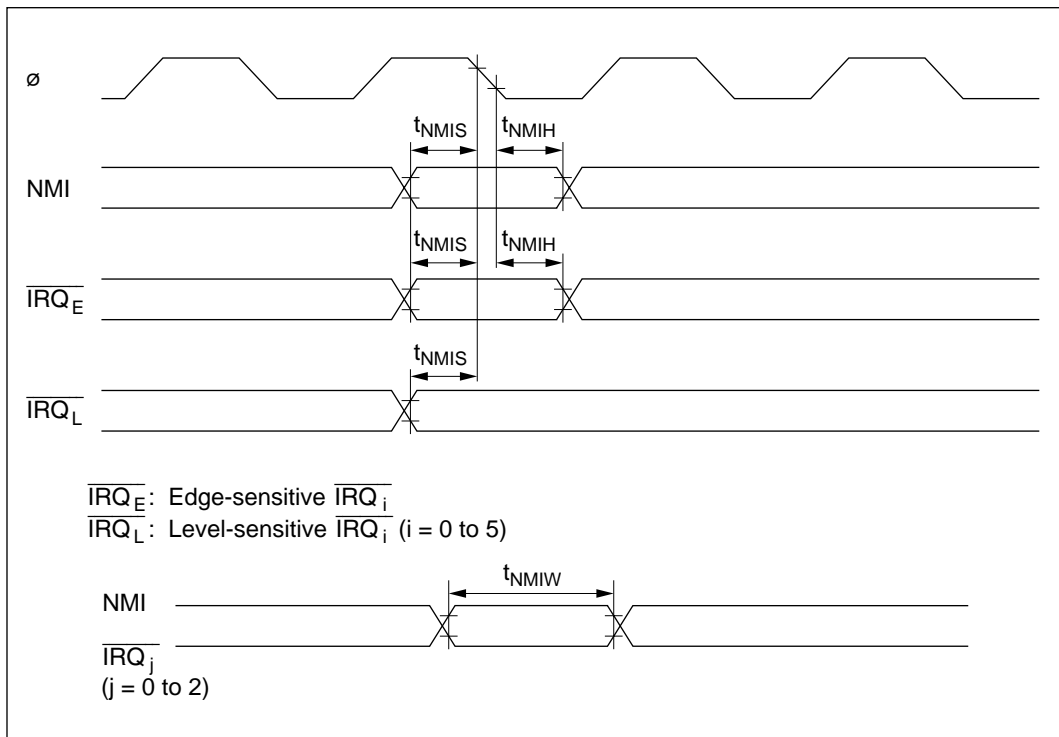 ø
tNMIS tNMIH
NMI
tNMIS tNMIH
IRQE
tNMIS
IRQL
IRQE: Edge-sensitive IRQi
IRQL: Level-sensitive IRQi (i = 0 to 5)
tNMIW
NMI
IRQj
(j = 0 to 2)